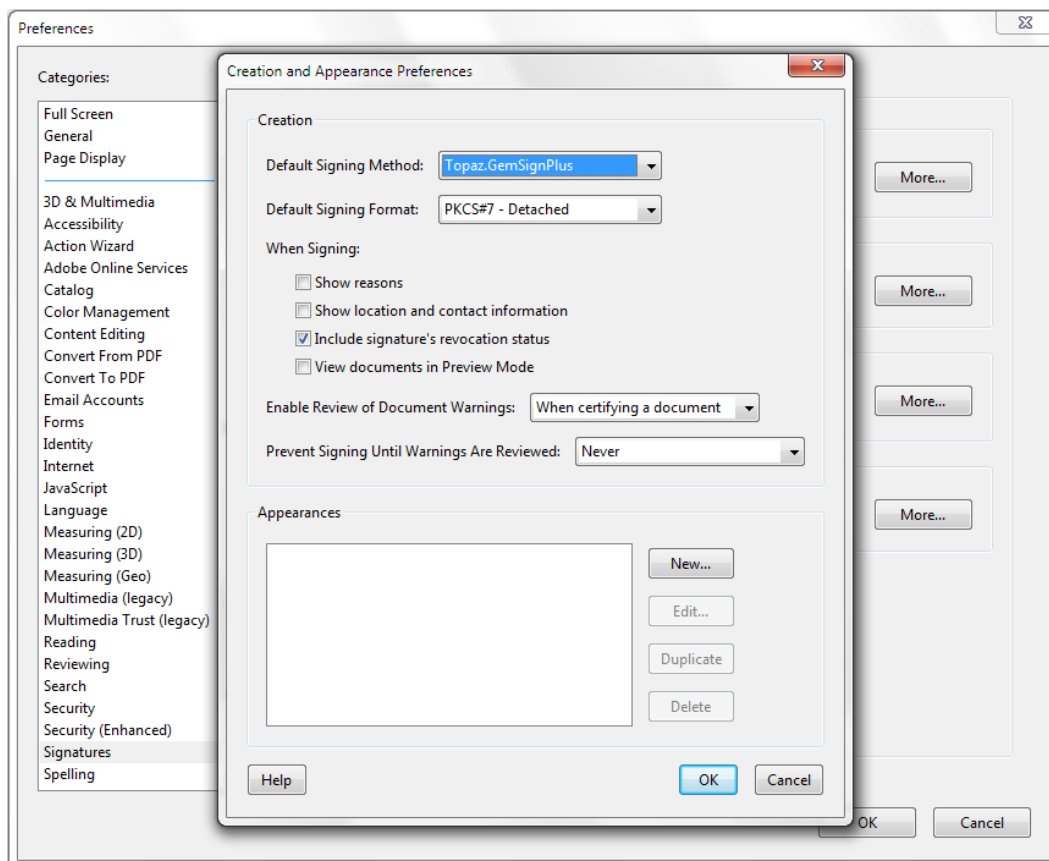 Preferences
Categories:
Full Screen
General
Page Display
3D & Multimedia
Accessibility
Action Wizard
Adobe Online Services
Catalog
Color Management
Content Editing
Convert From PDF
Convert To PDF
Email Accounts
Forms
Identity
Internet
JavaScript
Language
Measuring (2D)
Measuring (3D)
Measuring (Geo)
Multimedia (legacy)
Multimedia Trust (legacy)
Reading
Reviewing
Search
Security
Security (Enhanced)
Signatures
Spelling
Creation and Appearance Preferences
Creation
Default Signing Method: Topaz.GemSignPlus
Default Signing Format: PKCS#7 - Detached
When Signing:
Show reasons
Show location and contact information
Include signature's revocation status
View documents in Preview Mode
Enable Review of Document Warnings: When certifying a document
Prevent Signing Until Warnings Are Reviewed: Never
Appearances
New...
Edit...
Duplicate
Delete
Help OK Cancel
More...
More...
More...
More...
OK Cancel